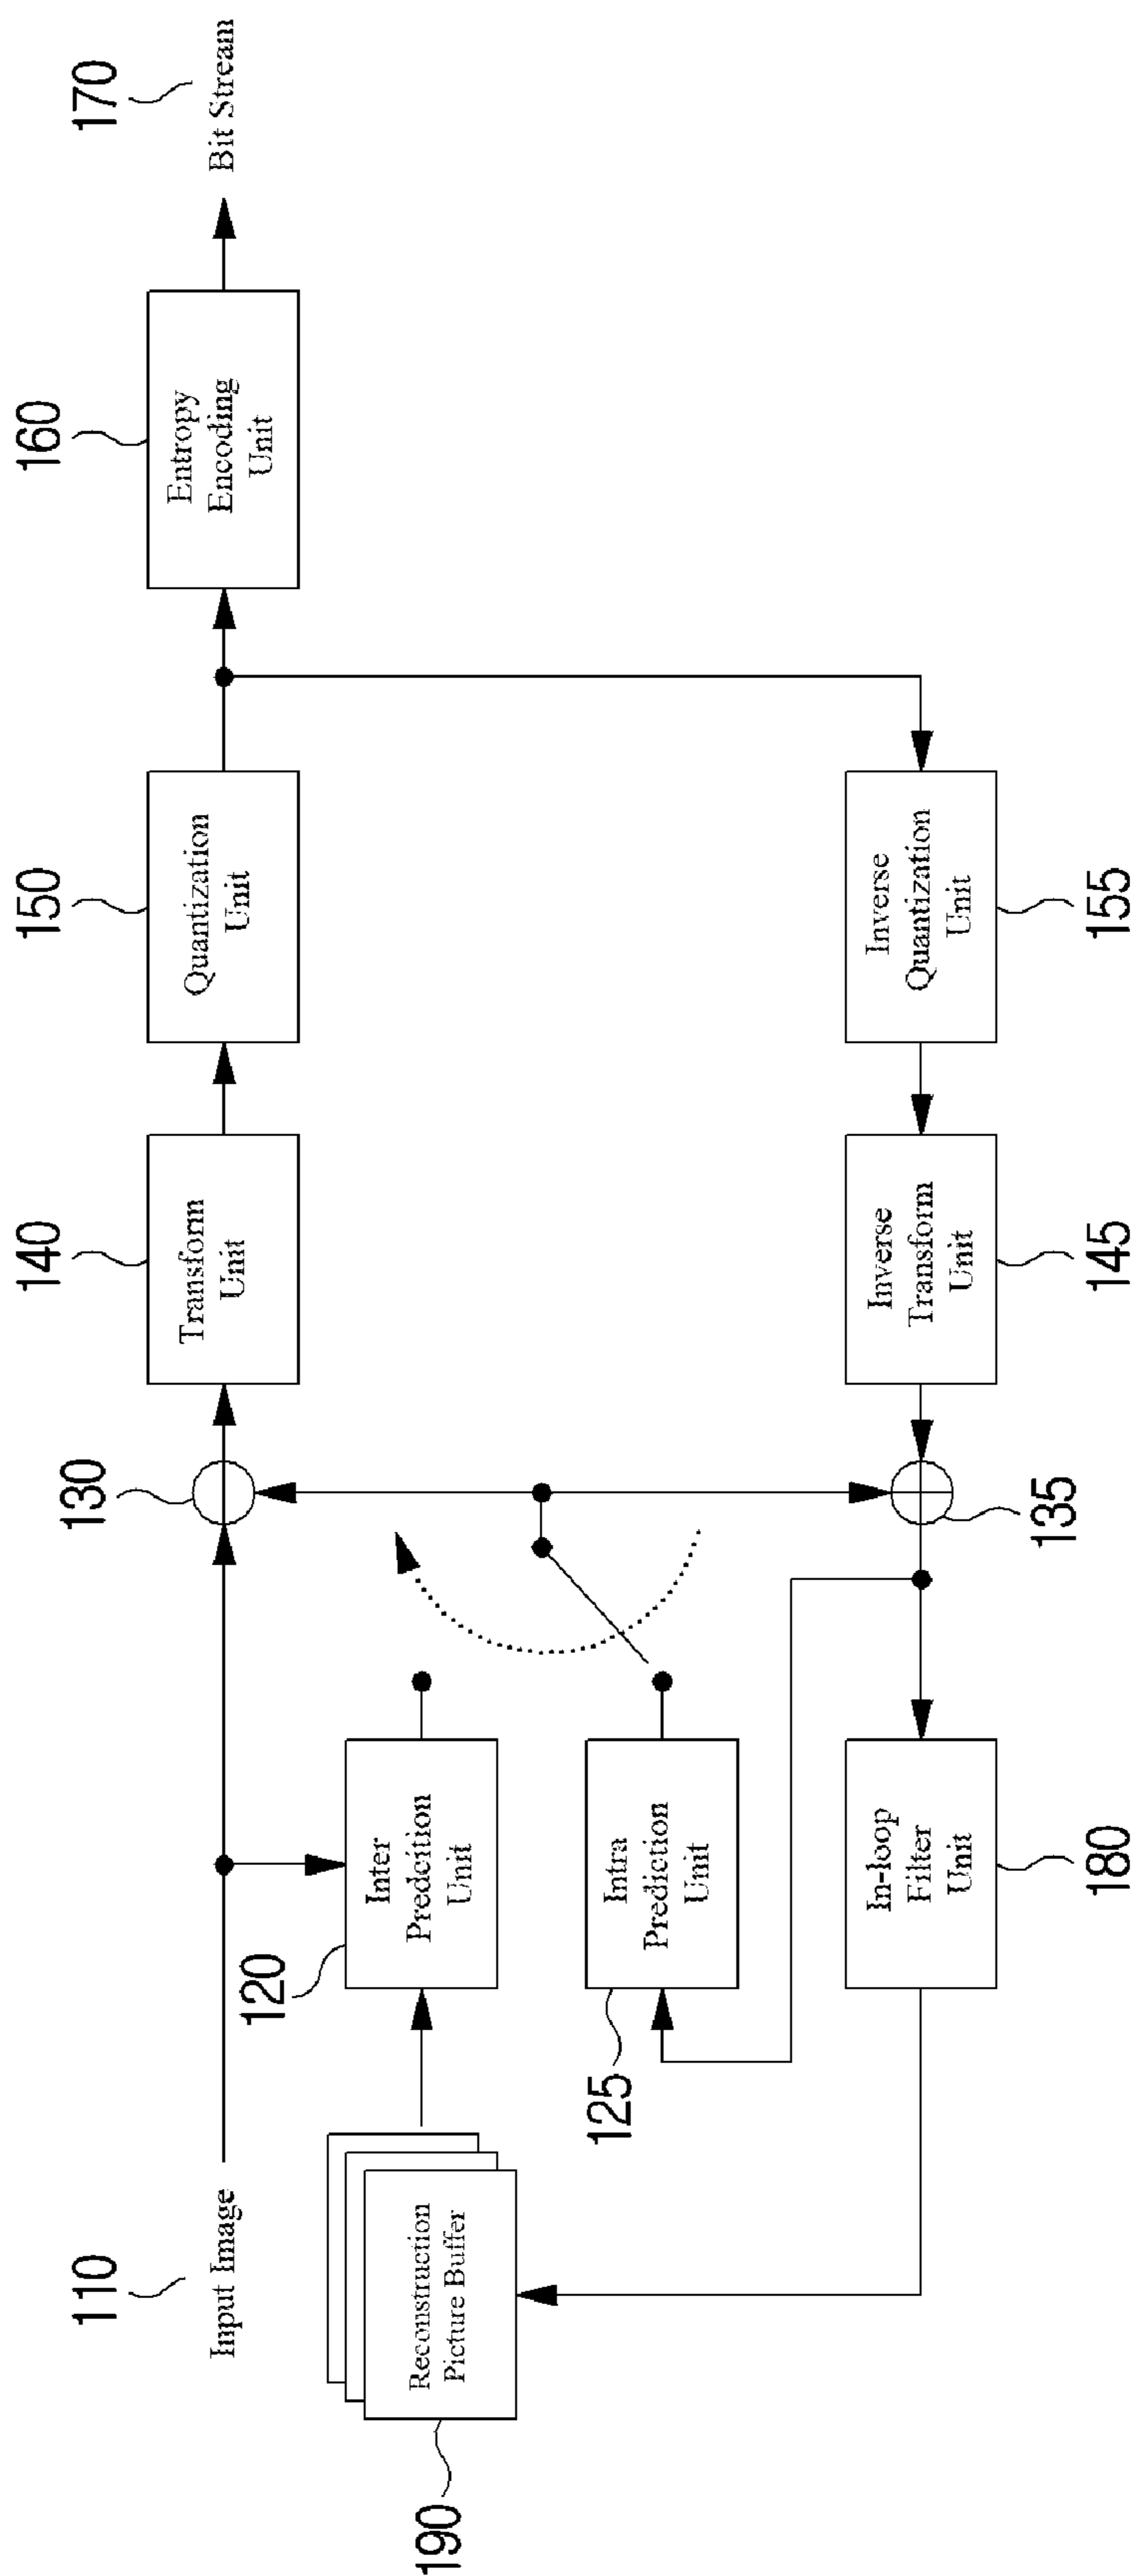 110
Input Image
130
140
Transform
Unit
150
Quantization
Unit
160
Entropy
Encoding
Unit
170
Bit Stream
190
Reconstruction
Picture Buffer
120
Inter
Predcition
Unit
125
Intra
Prediction
Unit
180
In-loop
Filter
Unit
135
Inverse
Transform
Unit
145
Inverse
Quantization
Unit
155